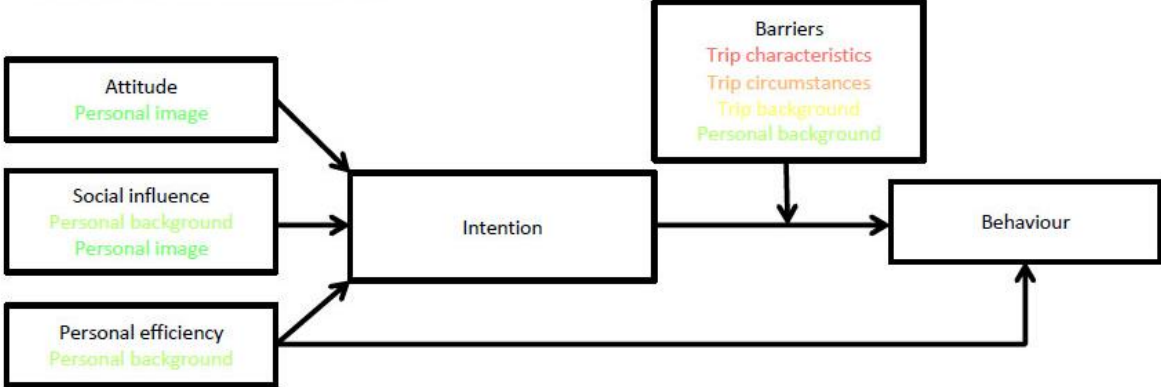 Barriers
Trip characteristics
Trip circumstances
Trip background
Personal background
Attitude
Personal image
Social influence
Personal background
Personal image
Intention
Behaviour
Personal efficiency
Personal background